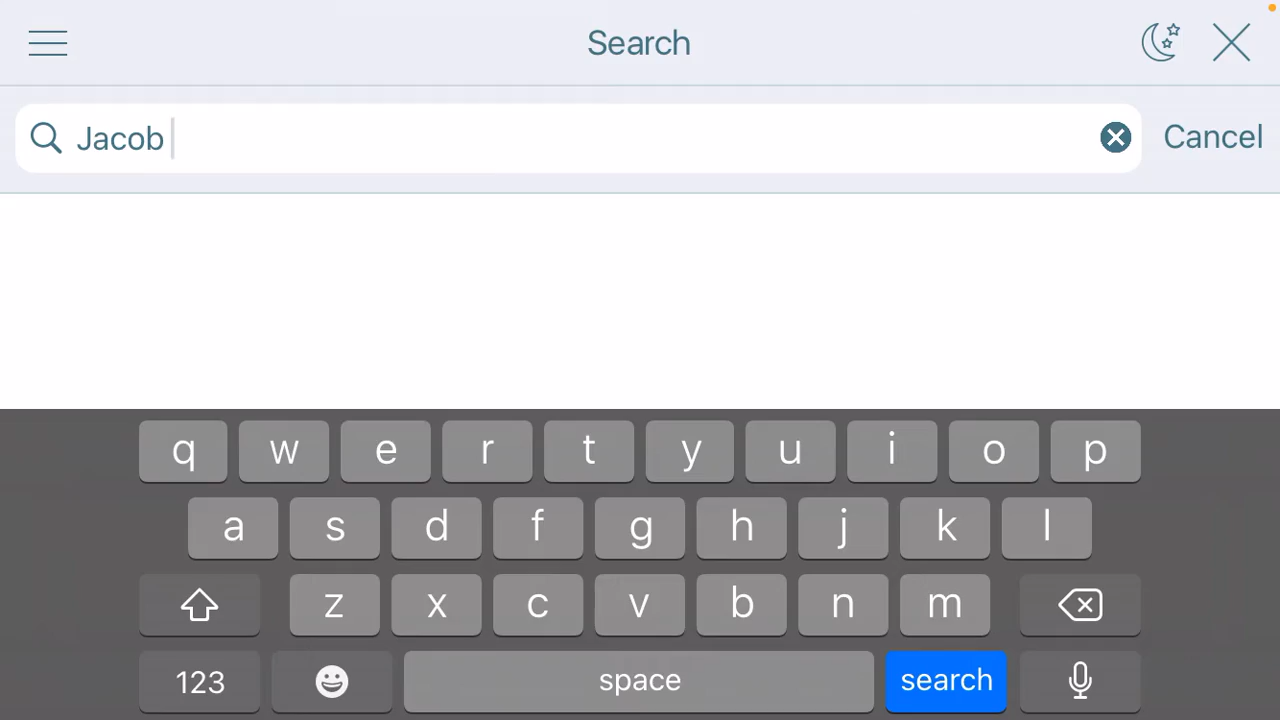 Search
Jacob
Cancel
q w e r t y u i o p
a s d f g h j k l
z x c v b n m
123 space search